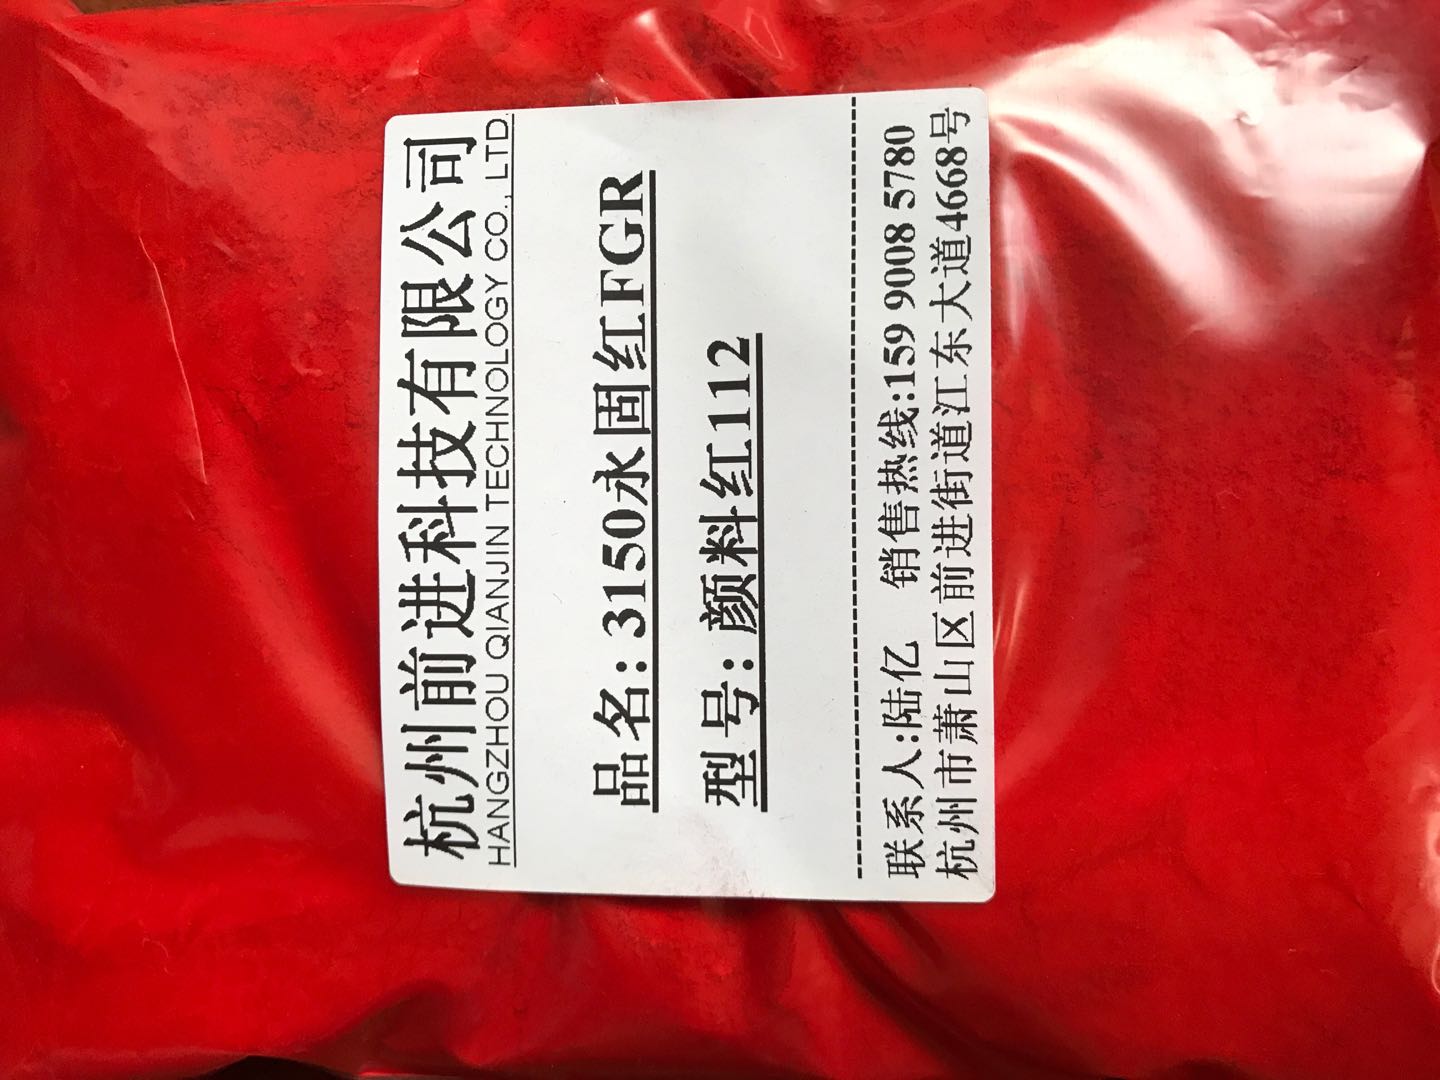 杭州前进科技有限公司
HANGZHOU QIANJIN TECHNOLOGY CO., LTD.
品名: 3150永固红FGR
型号: 颜料红112
联系人:陆亿 销售热线:159 9008 5780
杭州市萧山区前进街道江东大道4668号